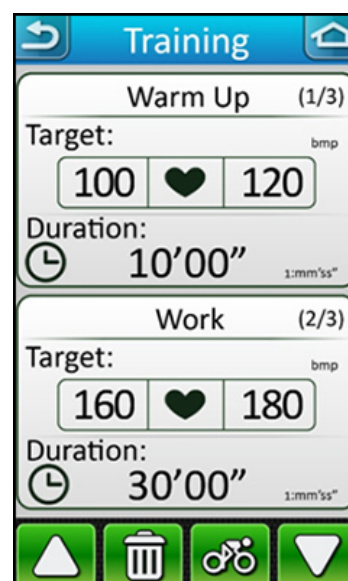 Training
Warm Up (1/3)
Target: bmp
100 120
Duration:
10’00” 1:mm'ss"
Work (2/3)
Target: bmp
160 180
Duration:
30’00” 1:mm'ss"